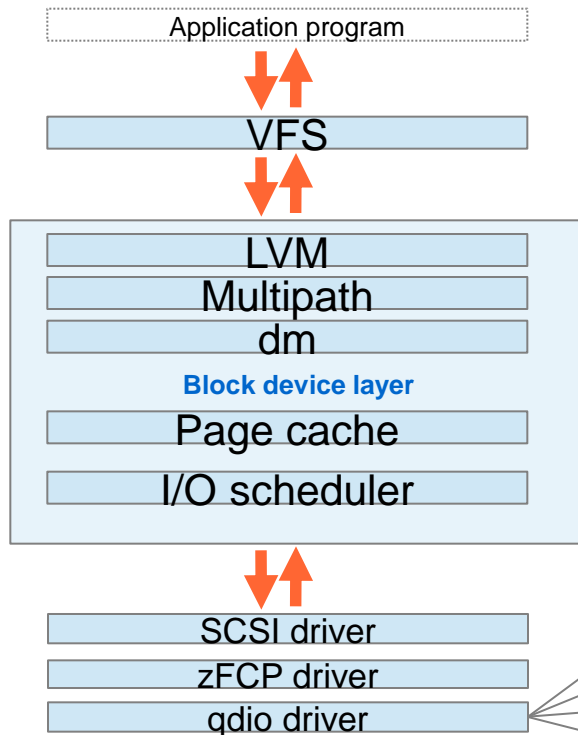 Application program
VFS
LVM
Multipath
dm
Block device layer
Page cache
I/O scheduler
SCSI driver
zFCP driver
qdio driver